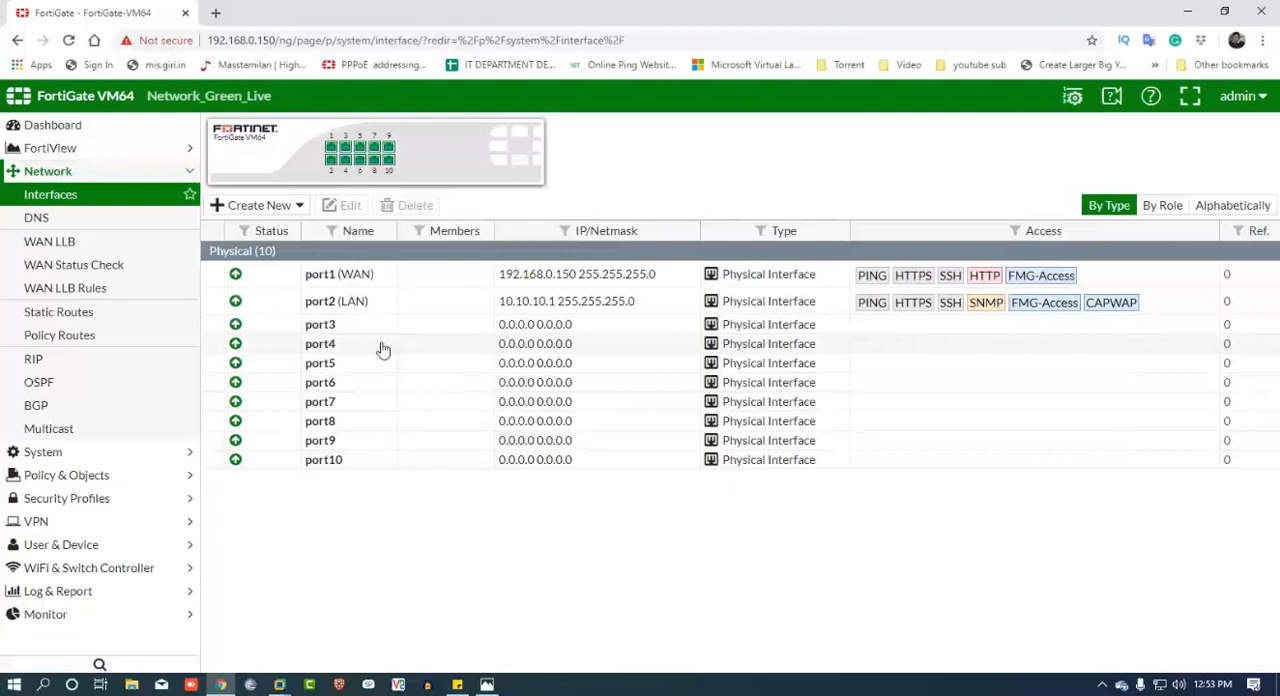 FortiGate - FortiGate-VM64
Not secure 192.168.0.150/ng/page/p/system/interface/?redir=%2Fp%2Fsystem%2Finterface%2F
Apps Sign In mis.giri.in Masstamilan | High... PPPoE addressing... IT DEPARTMENT DE... Online Ping Websit... Microsoft Virtual La... Torrent Video youtube sub Create Larger Big Y... » Other bookmarks
FortiGate VM64 Network_Green_Live admin
Dashboard
FortiView
Network
Interfaces
DNS
WAN LLB
WAN Status Check
WAN LLB Rules
Static Routes
Policy Routes
RIP
OSPF
BGP
Multicast
System
Policy & Objects
Security Profiles
VPN
User & Device
WiFi & Switch Controller
Log & Report
Monitor
FORTINET
FortiGate VM64
1 3 5 7 9
2 4 6 8 10
Create New Edit Delete By Type By Role Alphabetically
Status Name Members IP/Netmask Type Access Ref.
Physical (10)
port1 (WAN) 192.168.0.150 255.255.255.0 Physical Interface PING HTTPS SSH HTTP FMG-Access 0
port2 (LAN) 10.10.10.1 255.255.255.0 Physical Interface PING HTTPS SSH SNMP FMG-Access CAPWAP 0
port3 0.0.0.0 0.0.0.0 Physical Interface 0
port4 0.0.0.0 0.0.0.0 Physical Interface 0
port5 0.0.0.0 0.0.0.0 Physical Interface 0
port6 0.0.0.0 0.0.0.0 Physical Interface 0
port7 0.0.0.0 0.0.0.0 Physical Interface 0
port8 0.0.0.0 0.0.0.0 Physical Interface 0
port9 0.0.0.0 0.0.0.0 Physical Interface 0
port10 0.0.0.0 0.0.0.0 Physical Interface 0
12:53 PM